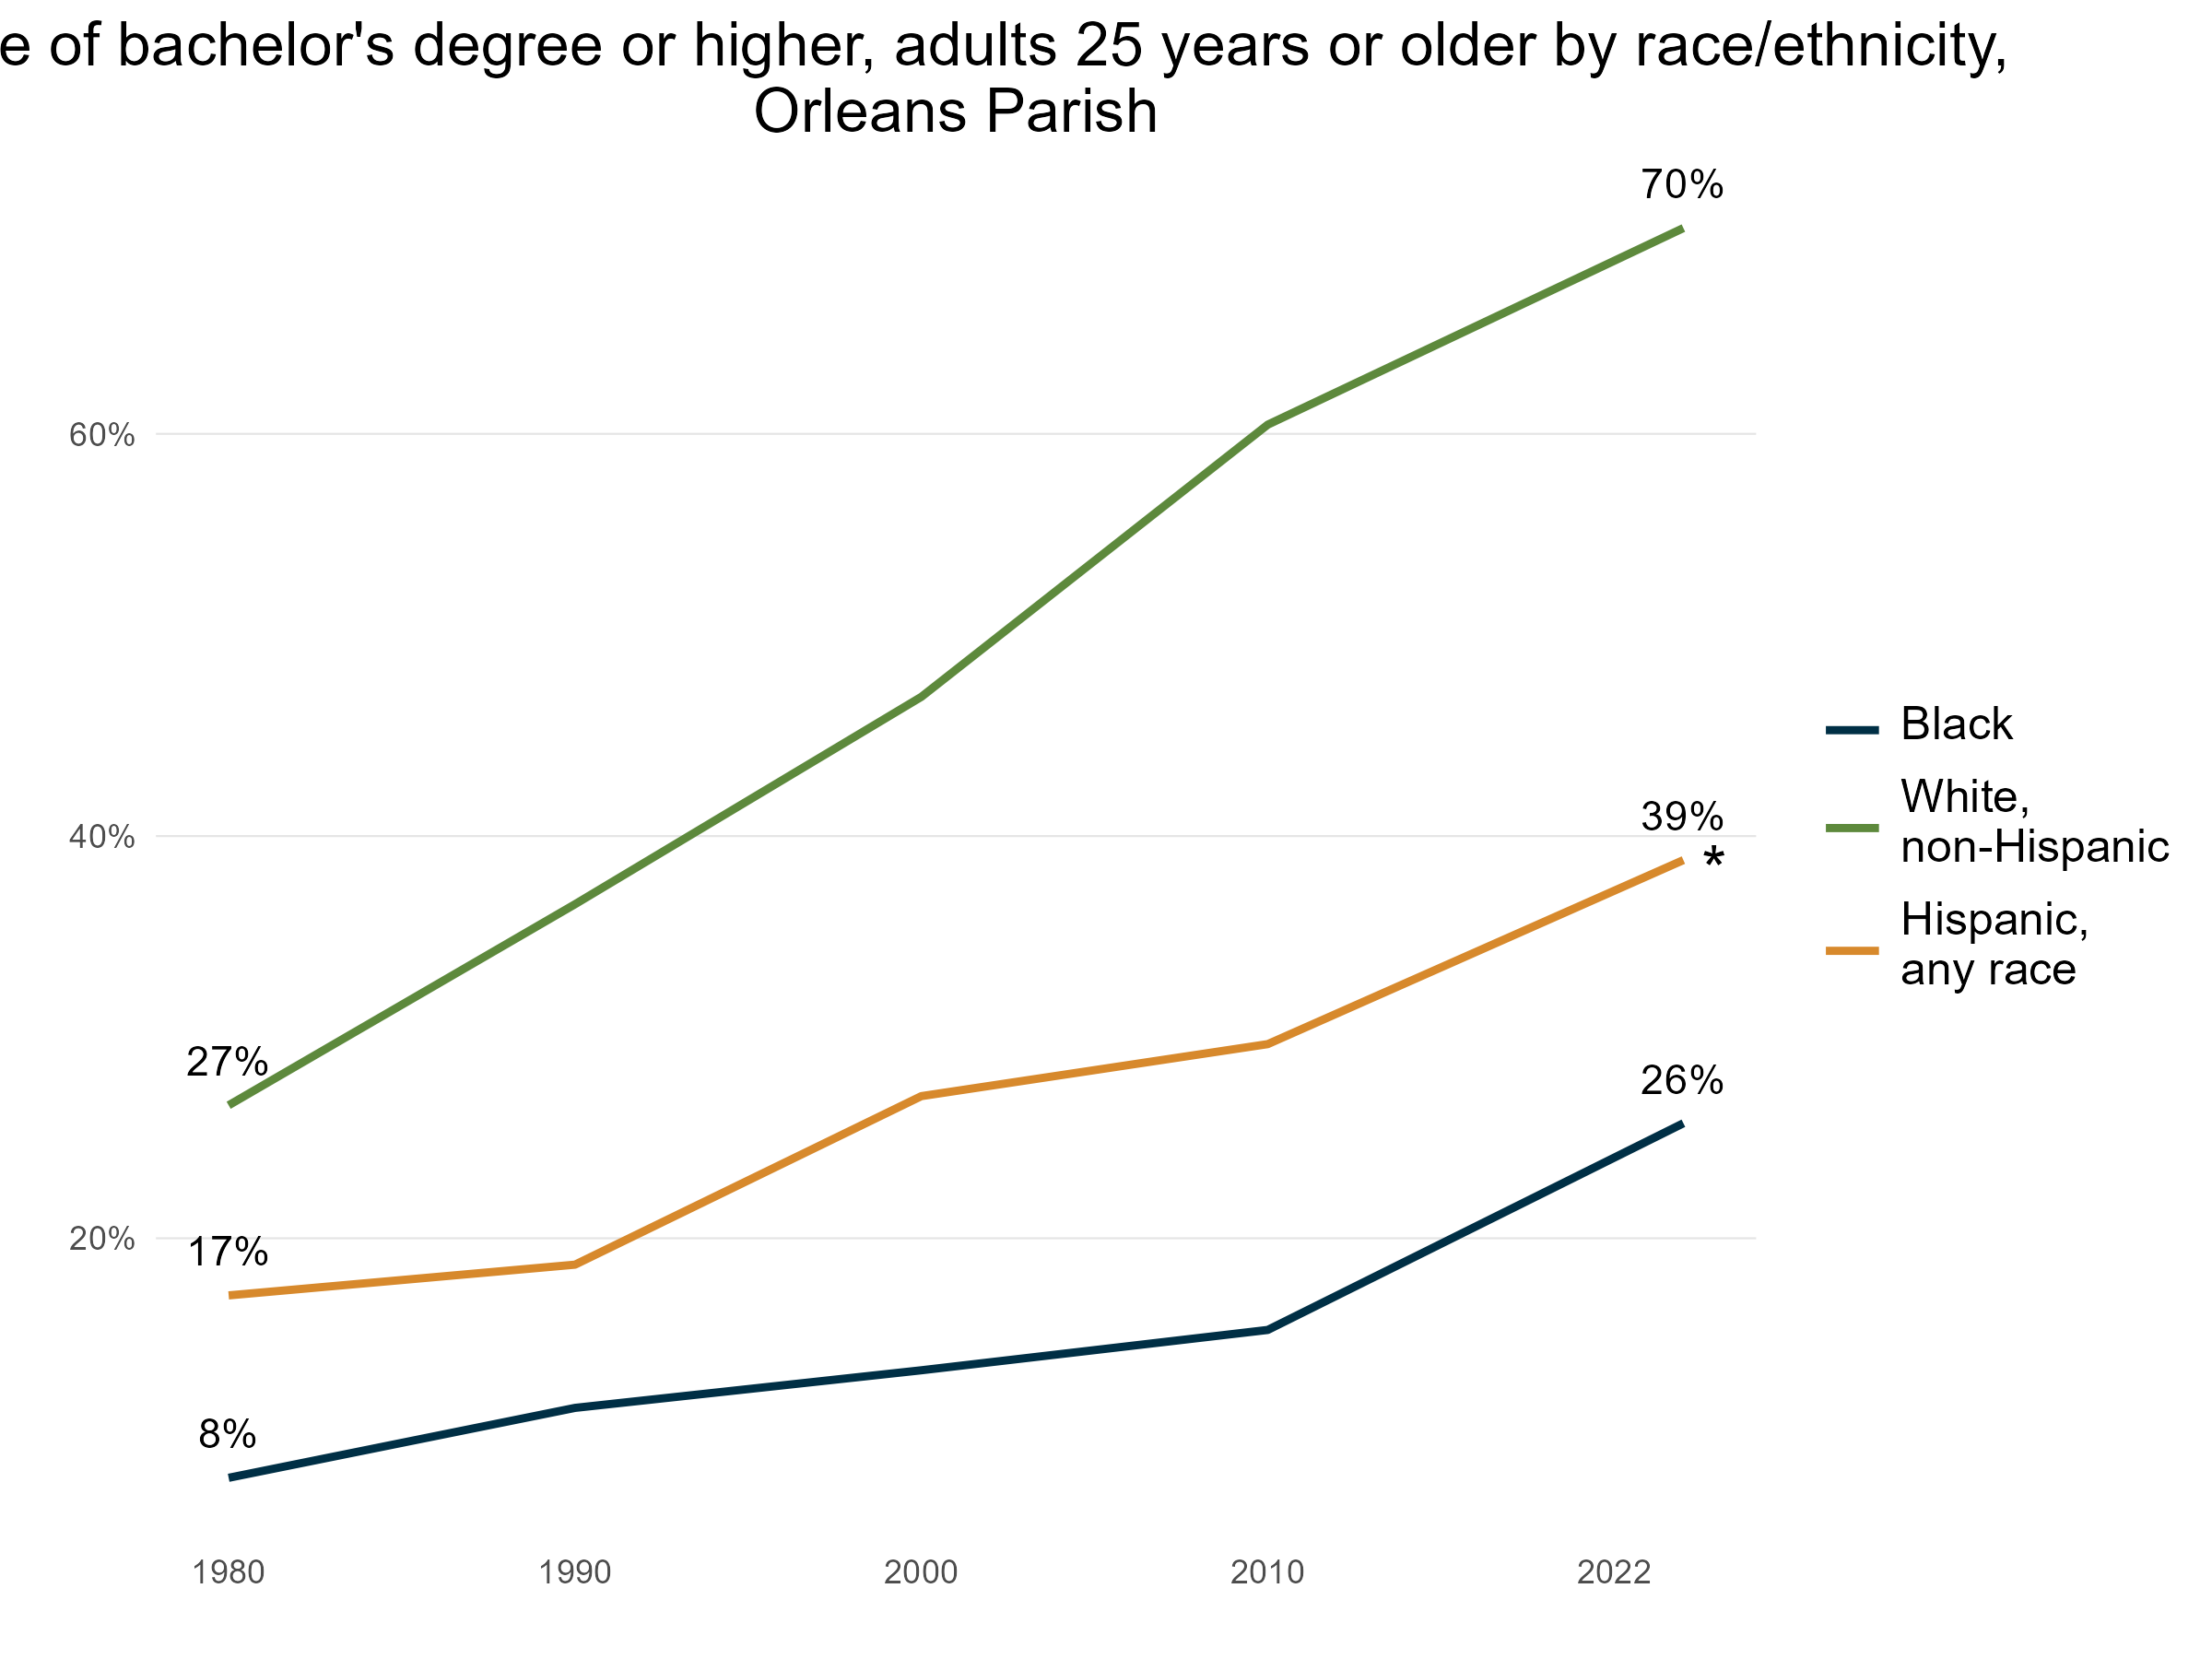 e of bachelor's degree or higher, adults 25 years or older by race/ethnicity,
Orleans Parish
70%
60%
Black
White,
non-Hispanic
39%
40%
*
Hispanic,
any race
27%
26%
20%
17%
8%
1980 1990 2000 2010 2022